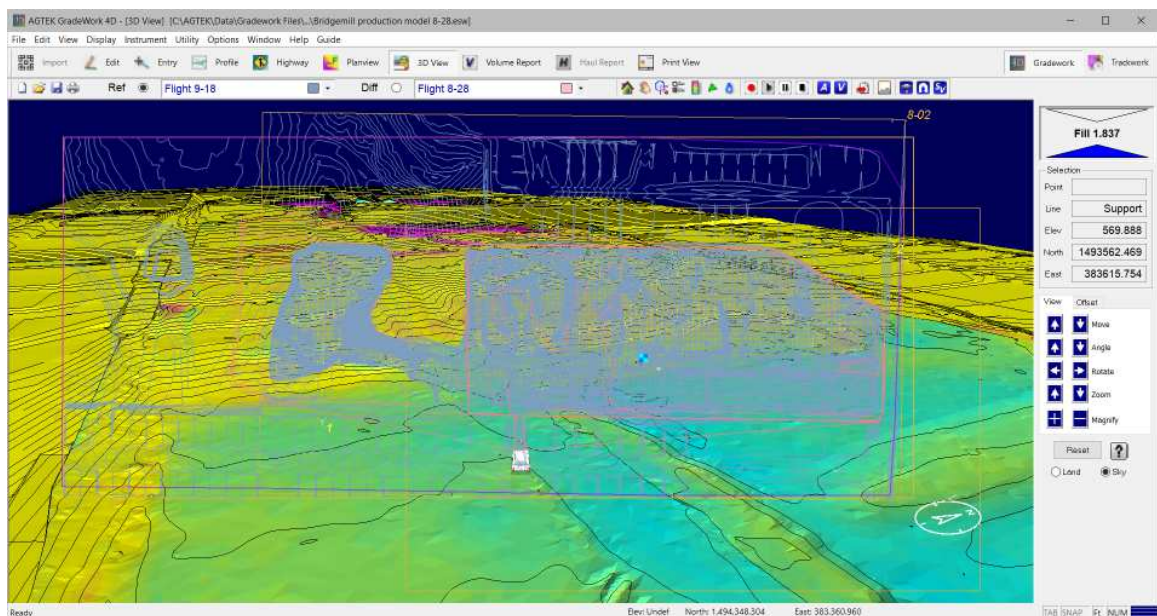 AGTEK GradeWork 4D - [3D View] [C:\AGTEK\Data\Gradework Files\...\Bridgemill production model 8-28.esw]
File Edit View Display Instrument Utility Options Window Help Guide
Import Edit Entry Profile Highway Planview 3D View Volume Report Haul Report Print View Gradework Trackwork
Ref Flight 9-18 Diff Flight 8-28
8-02
Fill 1.837
Selection
Point
Line Support
Elev 569.888
North 1493562.469
East 383615.754
View Offset
Move
Angle
Rotate
Zoom
Magnify
Reset ?
Land Sky
Ready Elev: Undef North: 1,494,348.304 East: 383,360.960 TAB SNAP Ft NUM